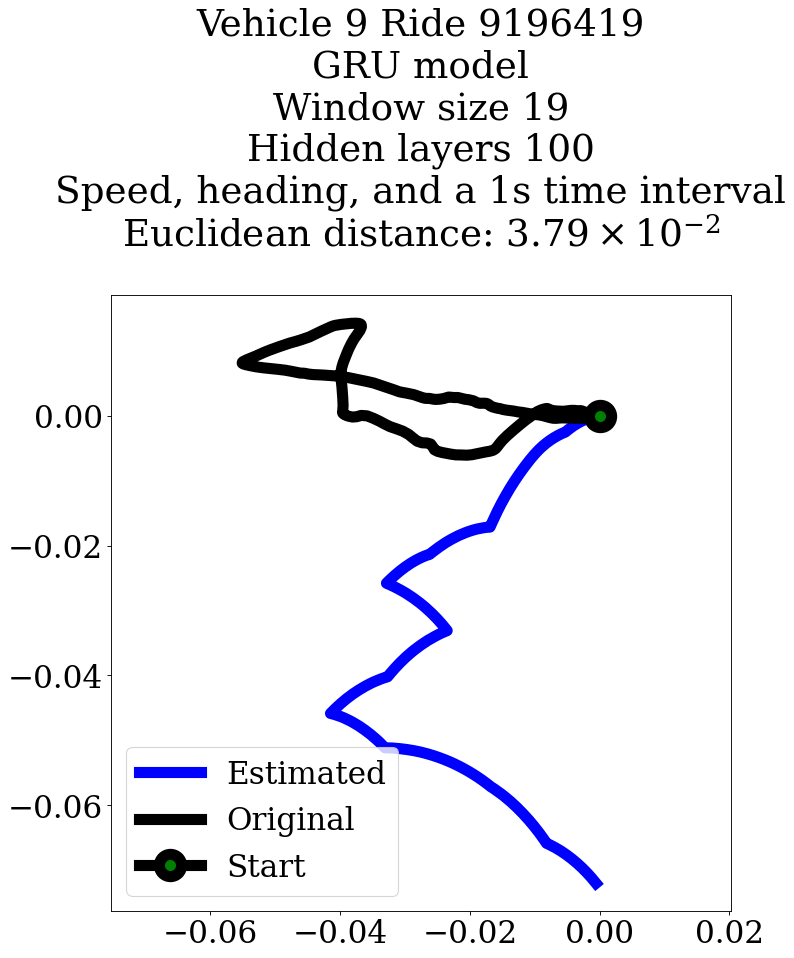 Vehicle 9 Ride 9196419
GRU model
Window size 19
Hidden layers 100
Speed, heading, and a 1s time interval
Euclidean distance: 3.79 × 10⁻²
0.00
−0.02
−0.04
−0.06
Estimated
Original
Start
−0.06 −0.04 −0.02 0.00 0.02